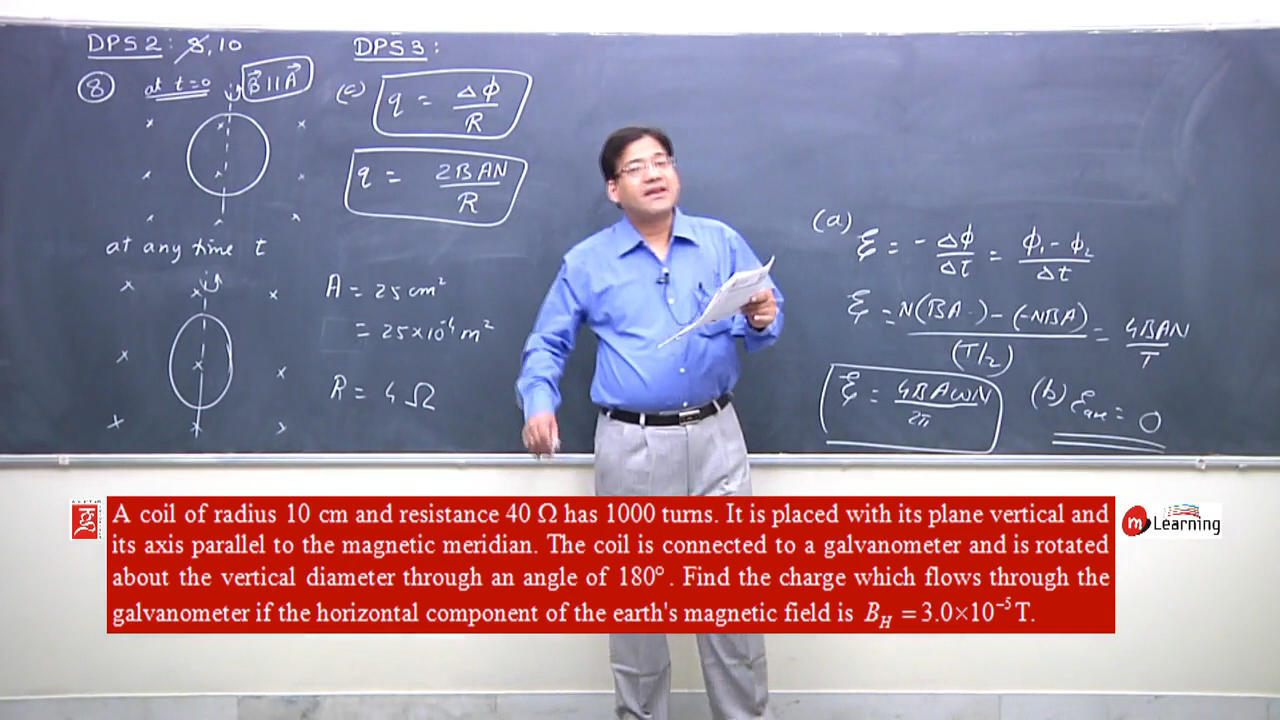 DPS 2 : 8, 10
⑧ at t=0 B⃗ || A⃗
at any time t
DPS 3 :
(c) q = Δφ/R
q = 2BAN/R
A = 25 cm²
= 25×10⁻⁴ m²
R = 4 Ω
(a) ξ = - Δφ/Δt = φ₁ - φ₂/Δt
ξ = N(BA) - (-NBA)/(T/2) = 4BAN/T
ξ = 4BAωN/2π
(b) ξave = 0
A coil of radius 10 cm and resistance 40 Ω has 1000 turns. It is placed with its plane vertical and
its axis parallel to the magnetic meridian. The coil is connected to a galvanometer and is rotated
about the vertical diameter through an angle of 180°. Find the charge which flows through the
galvanometer if the horizontal component of the earth's magnetic field is B_H = 3.0×10⁻⁵ T.
m Learning